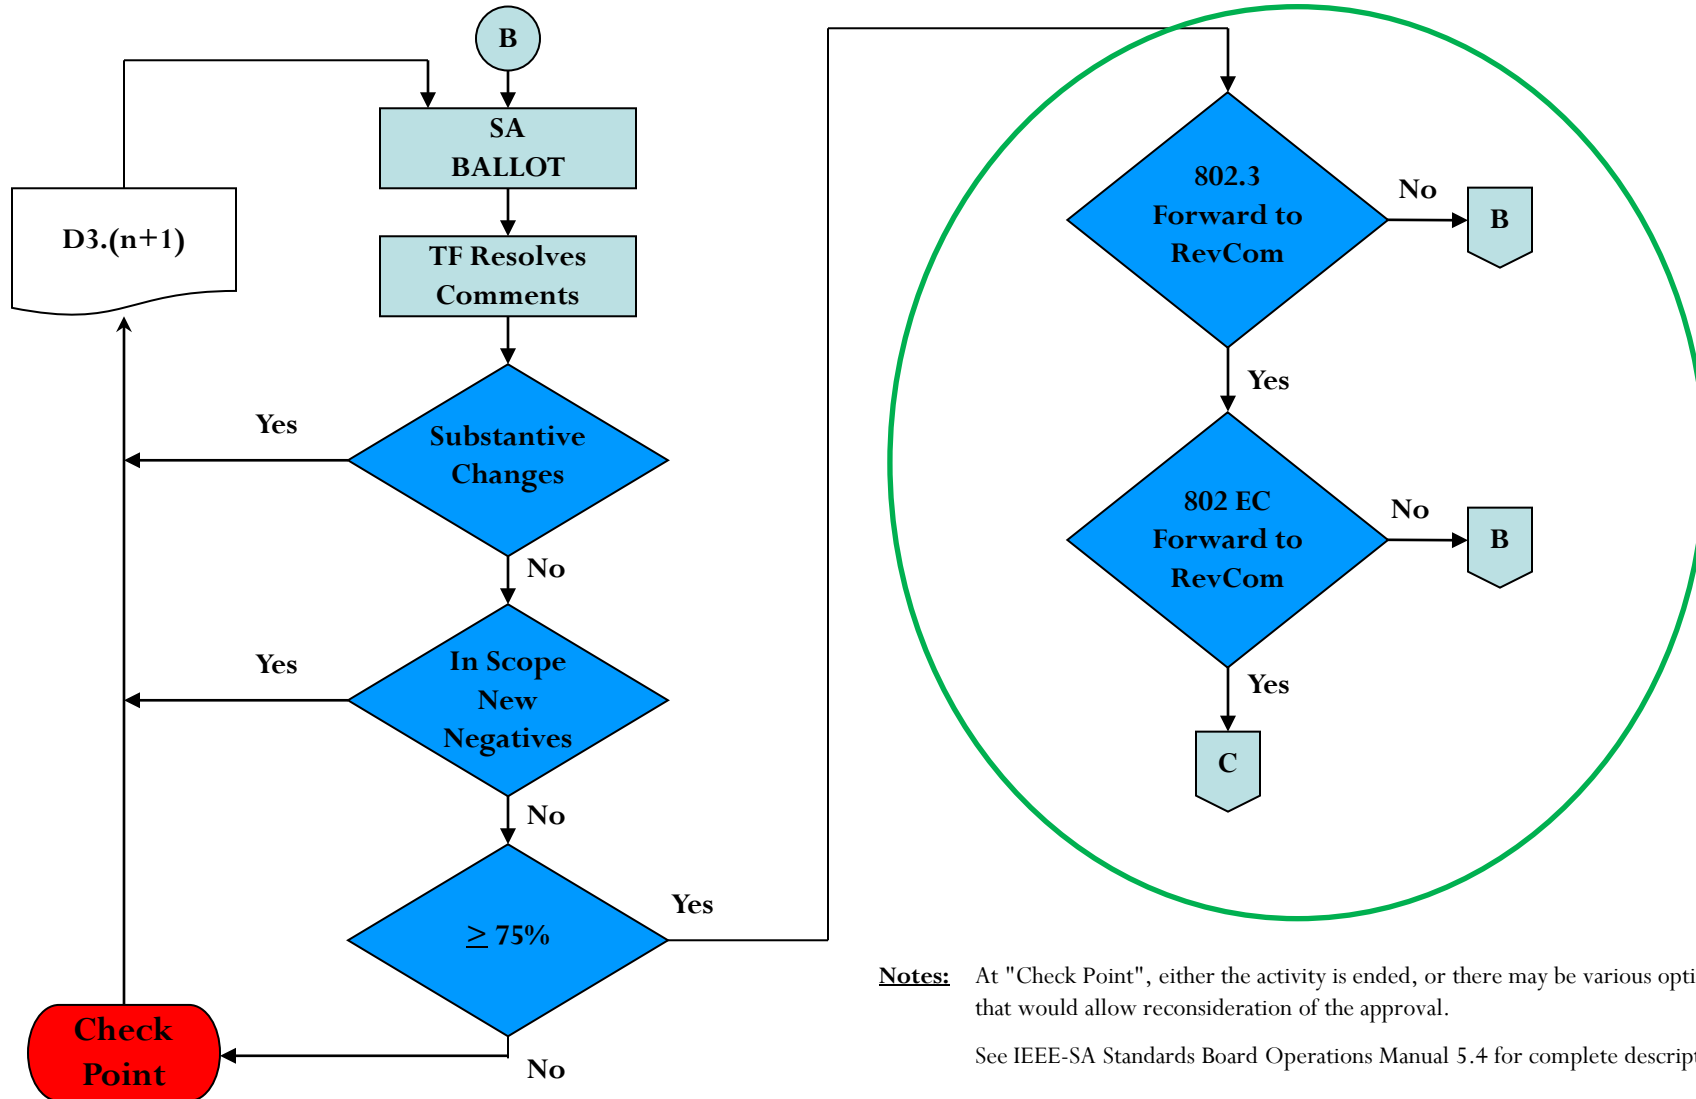 B
SA
BALLOT
D3.(n+1)
TF Resolves
Comments
Yes
Substantive
Changes
No
Yes
In Scope
New
Negatives
No
≥ 75%
Yes
No
Check
Point
802.3
Forward to
RevCom
No
B
Yes
802 EC
Forward to
RevCom
No
B
Yes
C
Notes: At "Check Point", either the activity is ended, or there may be various
that would allow reconsideration of the approval.
See IEEE-SA Standards Board Operations Manual 5.4 for complete